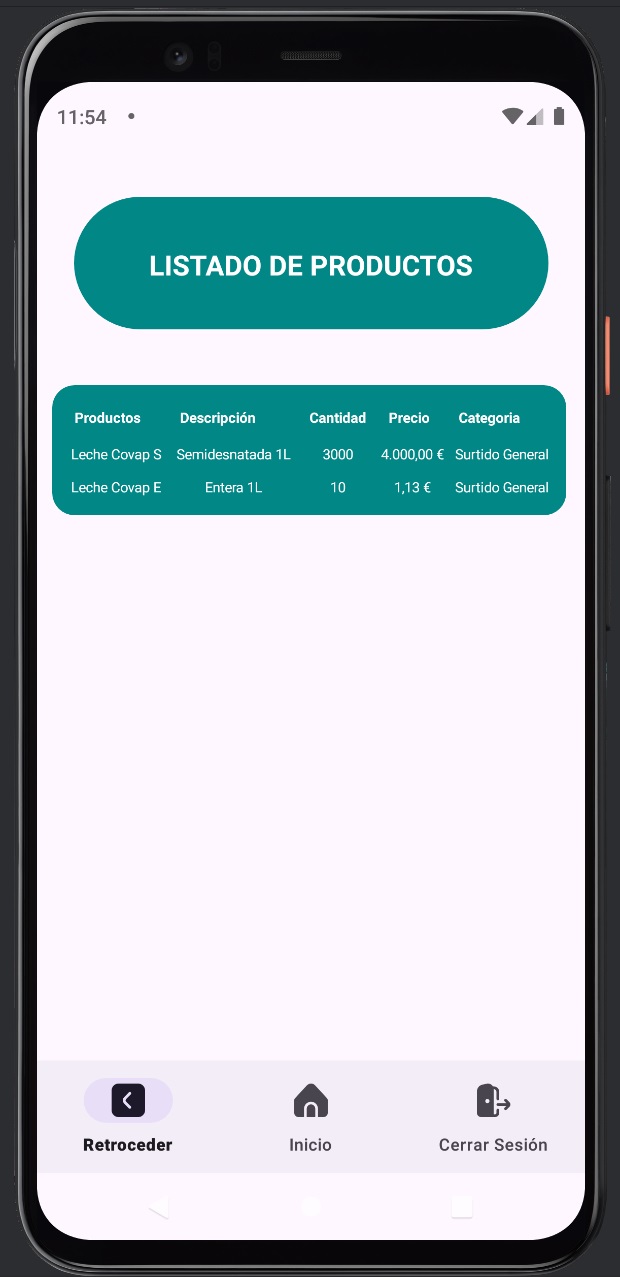 11:54
LISTADO DE PRODUCTOS
Productos Descripción Cantidad Precio Categoria
Leche Covap S Semidesnatada 1L 3000 4.000,00 € Surtido General
Leche Covap E Entera 1L 10 1,13 € Surtido General
Retroceder Inicio Cerrar Sesión